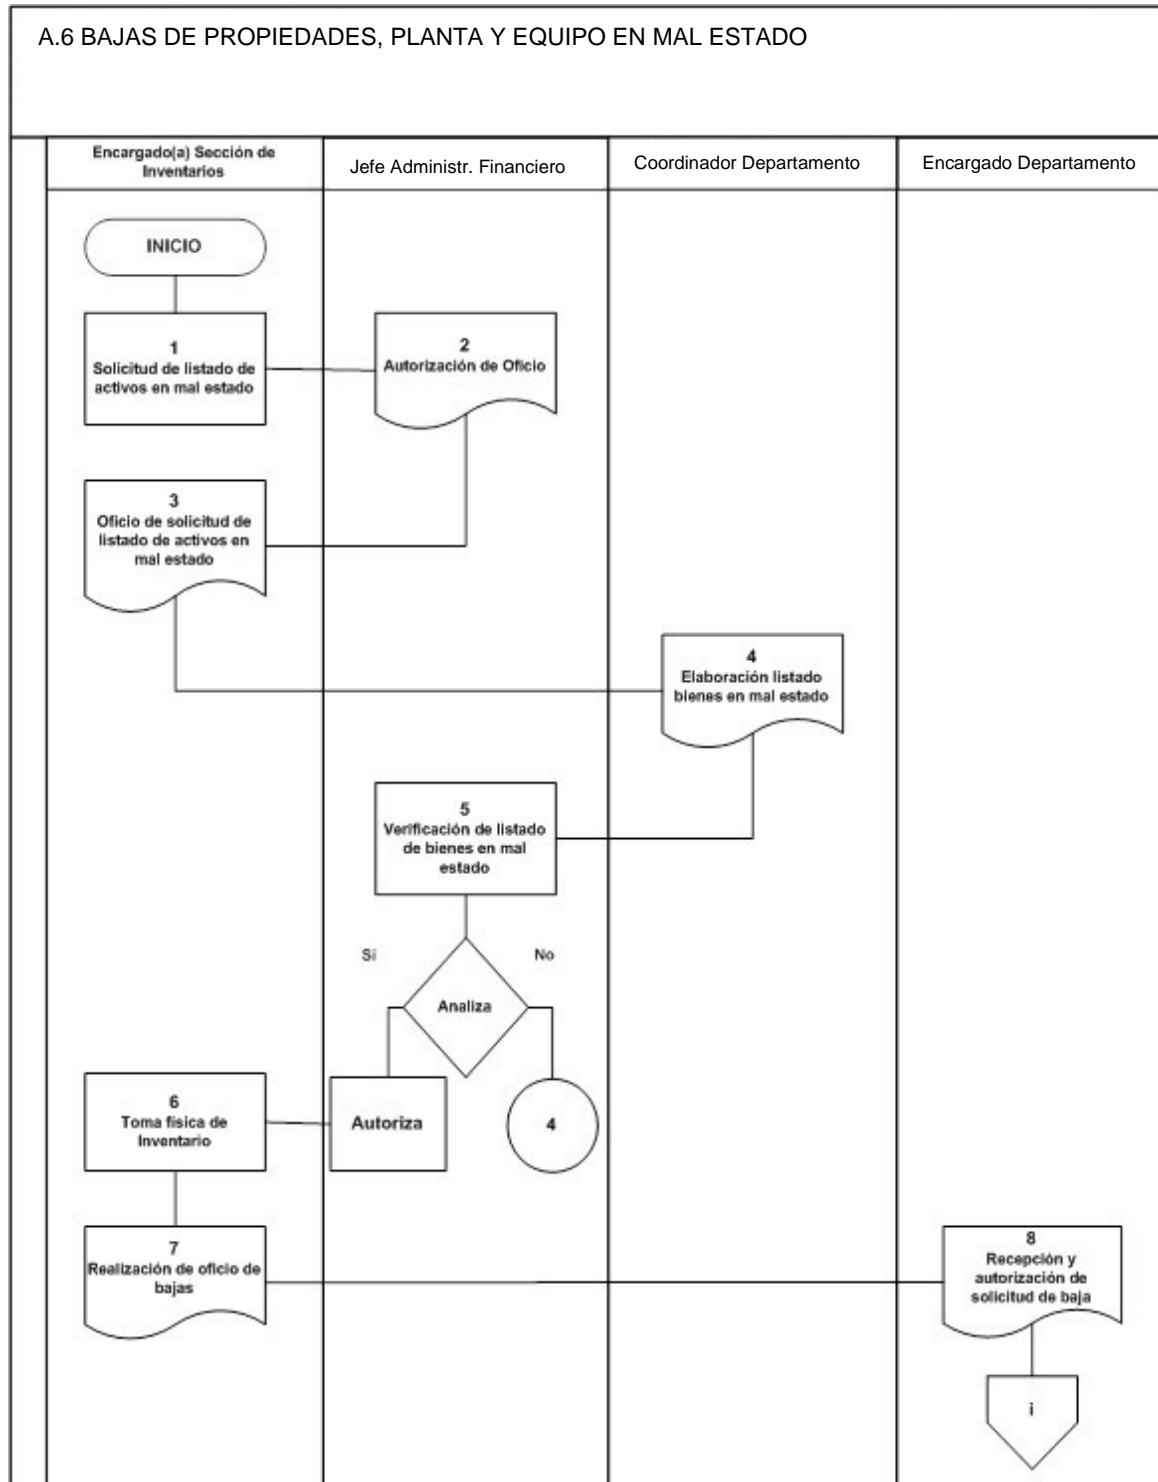 A.6 BAJAS DE PROPIEDADES, PLANTA Y EQUIPO EN MAL ESTADO
Encargado(a) Sección de
Inventarios
Jefe Administr. Financiero
Coordinador Departamento
Encargado Departamento
INICIO
1
Solicitud de listado de
activos en mal estado
2
Autorización de Oficio
3
Oficio de solicitud de
listado de activos en
mal estado
4
Elaboración listado
bienes en mal estado
5
Verificación de listado
de bienes en mal
estado
Si
No
Analiza
Autoriza
4
6
Toma física de
Inventario
7
Realización de oficio de
bajas
8
Recepción y
autorización de
solicitud de baja
i